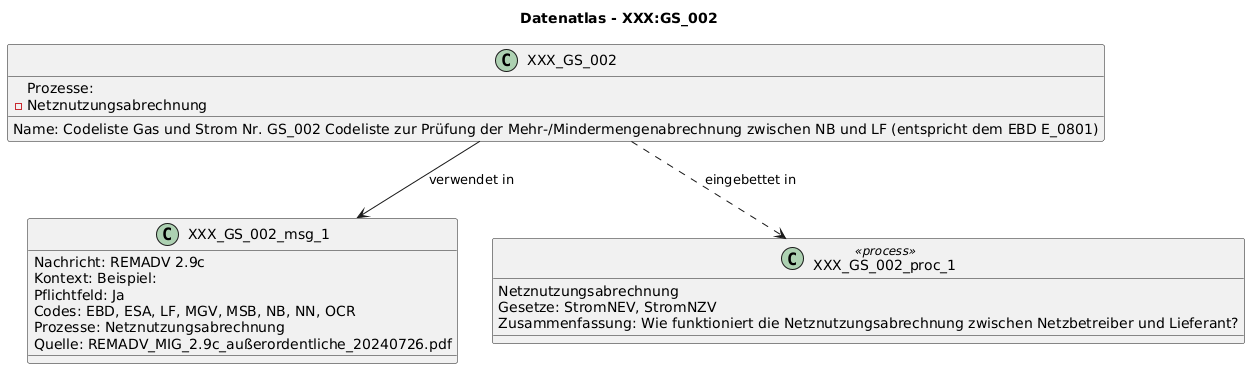 Datenatlas - XXX:GS_002
C XXX_GS_002
Prozesse:
Netznutzungsabrechnung
Name: Codeliste Gas und Strom Nr. GS_002 Codeliste zur Prüfung der Mehr-/Mindermengenabrechnung zwischen NB und LF (entspricht dem EBD E_0801)
verwendet in
eingebettet in
C XXX_GS_002_msg_1
Nachricht: REMADV 2.9c
Kontext: Beispiel:
Pflichtfeld: Ja
Codes: EBD, ESA, LF, MGV, MSB, NB, NN, OCR
Prozesse: Netznutzungsabrechnung
Quelle: REMADV_MIG_2.9c_außerordentliche_20240726.pdf
«process»
C XXX_GS_002_proc_1
Netznutzungsabrechnung
Gesetze: StromNEV, StromNZV
Zusammenfassung: Wie funktioniert die Netznutzungsabrechnung zwischen Netzbetreiber und Lieferant?